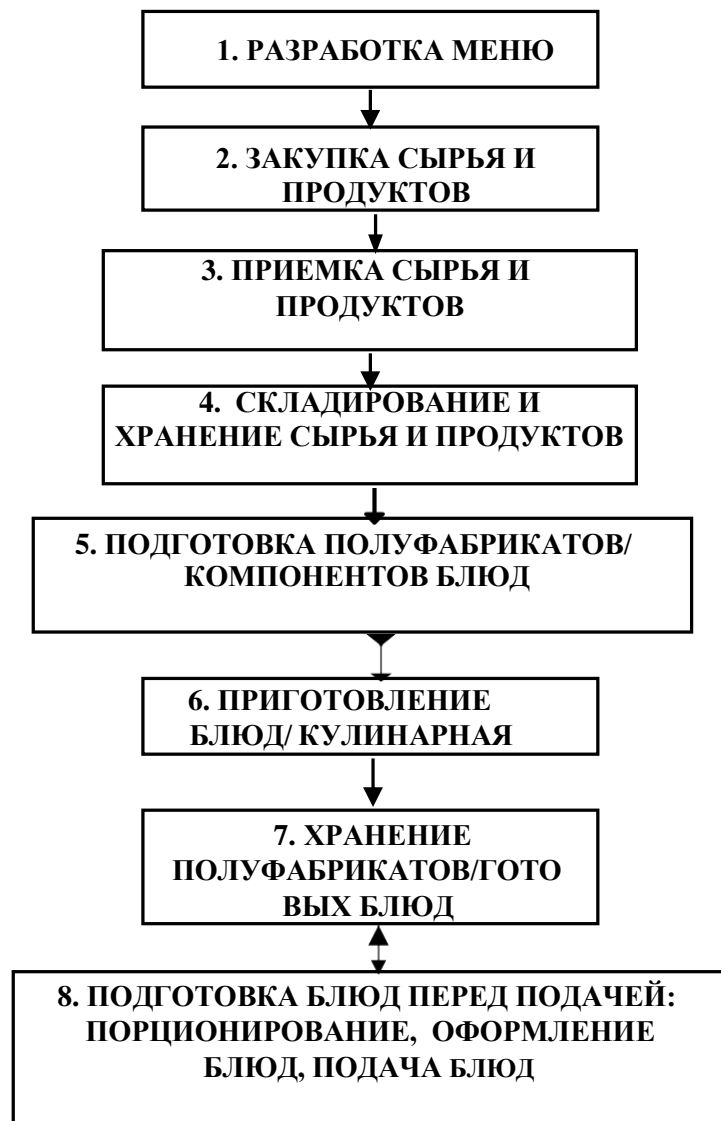 1. РАЗРАБОТКА МЕНЮ
2. ЗАКУПКА СЫРЬЯ И
ПРОДУКТОВ
3. ПРИЕМКА СЫРЬЯ И
ПРОДУКТОВ
4. СКЛАДИРОВАНИЕ И
ХРАНЕНИЕ СЫРЬЯ И ПРОДУКТОВ
5. ПОДГОТОВКА ПОЛУФАБРИКАТОВ/
КОМПОНЕНТОВ БЛЮД
6. ПРИГОТОВЛЕНИЕ
БЛЮД/ КУЛИНАРНАЯ
7. ХРАНЕНИЕ
ПОЛУФАБРИКАТОВ/ГОТО
ВЫХ БЛЮД
8. ПОДГОТОВКА БЛЮД ПЕРЕД ПОДАЧЕЙ:
ПОРЦИОНИРОВАНИЕ, ОФОРМЛЕНИЕ
БЛЮД, ПОДАЧА БЛЮД